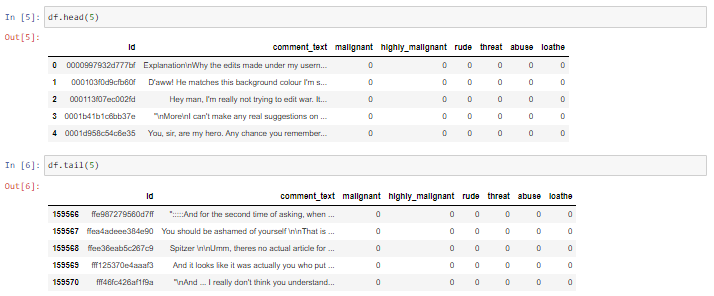 In [5]: df.head(5)
Out[5]:
Id comment_text malignant highly_malignant rude threat abuse loathe
0 0000997932d777bf Explanation\nWhy the edits made under my usern... 0 0 0 0 0 0
1 000103f0d9cfb60f D'aww! He matches this background colour I'm s... 0 0 0 0 0 0
2 000113f07ec002fd Hey man, I'm really not trying to edit war. It... 0 0 0 0 0 0
3 0001b41b1c6bb37e "\nMore\nI can't make any real suggestions on ... 0 0 0 0 0 0
4 0001d958c54c6e35 You, sir, are my hero. Any chance you remember... 0 0 0 0 0 0
In [6]: df.tail(5)
Out[6]:
Id comment_text malignant highly_malignant rude threat abuse loathe
159566 ffe987279560d7ff ":::::And for the second time of asking, when ... 0 0 0 0 0 0
159567 ffea4adeee384e90 You should be ashamed of yourself \n\nThat is ... 0 0 0 0 0 0
159568 ffee36eab5c267c9 Spitzer \n\nUmm, theres no actual article for ... 0 0 0 0 0 0
159569 fff125370e4aaaf3 And it looks like it was actually you who put ... 0 0 0 0 0 0
159570 fff46fc426af1f9a "\nAnd ... I really don't think you understand... 0 0 0 0 0 0